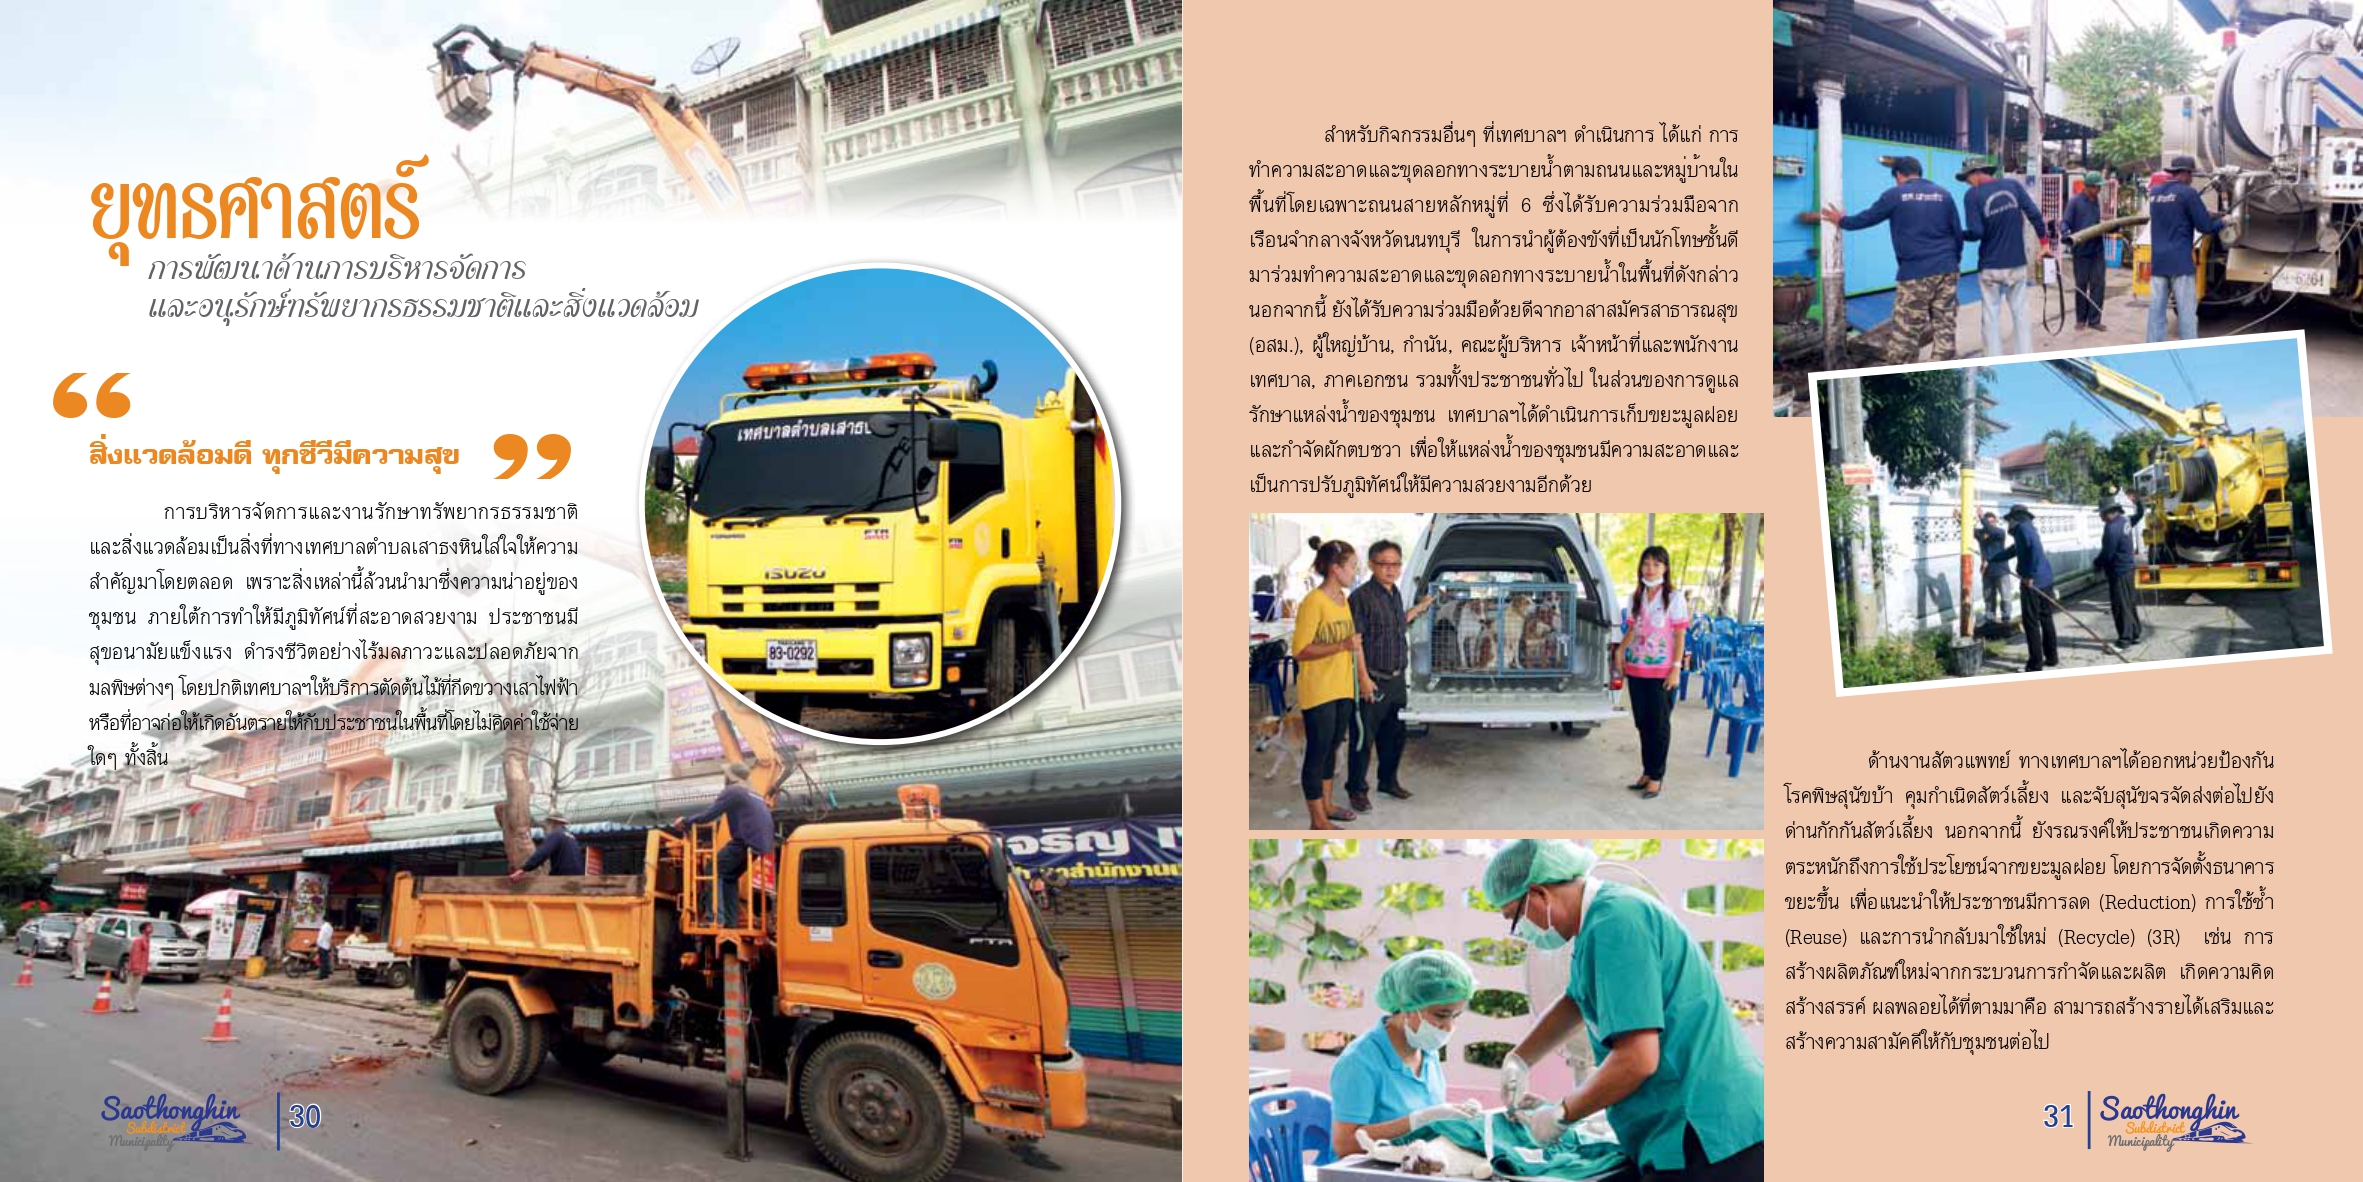 ยุทธศาสตร์
การพัฒนาด้านการบริหารจัดการ
และอนุรักษ์ทรัพยากรธรรมชาติและสิ่งแวดล้อม
“
สิ่งแวดล้อมดี ทุกชีวีมีความสุข ”
การบริหารจัดการและงานรักษาทรัพยากรธรรมชาติ
และสิ่งแวดล้อมเป็นสิ่งที่ทางเทศบาลตำบลเสาธงหินใส่ใจให้ความ
สำคัญมาโดยตลอด เพราะสิ่งเหล่านี้ล้วนนำมาซึ่งความน่าอยู่ของ
ชุมชน ภายใต้การทำให้มีภูมิทัศน์ที่สะอาดสวยงาม ประชาชนมี
สุขอนามัยแข็งแรง ดำรงชีวิตอย่างไร้มลภาวะและปลอดภัยจาก
มลพิษต่างๆ โดยปกติเทศบาลฯให้บริการตัดต้นไม้ที่กีดขวางเสาไฟฟ้า
หรือที่อาจก่อให้เกิดอันตรายให้กับประชาชนในพื้นที่โดยไม่คิดค่าใช้จ่าย
ใดๆ ทั้งสิ้น
เทศบาลตำบลเสาธง
FORWARD
FTR
ISUZU
83-0292
จริญ
FTR
Saothonghin
Subdistrict
Municipality
30
สำหรับกิจกรรมอื่นๆ ที่เทศบาลฯ ดำเนินการ ได้แก่ การ
ทำความสะอาดและขุดลอกทางระบายน้ำตามถนนและหมู่บ้านใน
พื้นที่โดยเฉพาะถนนสายหลักหมู่ที่ 6 ซึ่งได้รับความร่วมมือจาก
เรือนจำกลางจังหวัดนนทบุรี ในการนำผู้ต้องขังที่เป็นนักโทษชั้นดี
มาร่วมทำความสะอาดและขุดลอกทางระบายน้ำในพื้นที่ดังกล่าว
นอกจากนี้ ยังได้รับความร่วมมือด้วยดีจากอาสาสมัครสาธารณสุข
(อสม.), ผู้ใหญ่บ้าน, กำนัน, คณะผู้บริหาร เจ้าหน้าที่และพนักงาน
เทศบาล, ภาคเอกชน รวมทั้งประชาชนทั่วไป ในส่วนของการดูแล
รักษาแหล่งน้ำของชุมชน เทศบาลฯได้ดำเนินการเก็บขยะมูลฝอย
และกำจัดผักตบชวา เพื่อให้แหล่งน้ำของชุมชนมีความสะอาดและ
เป็นการปรับภูมิทัศน์ให้มีความสวยงามอีกด้วย
ด้านงานสัตวแพทย์ ทางเทศบาลฯได้ออกหน่วยป้องกัน
โรคพิษสุนัขบ้า คุมกำเนิดสัตว์เลี้ยง และจับสุนัขจรจัดส่งต่อไปยัง
ด่านกักกันสัตว์เลี้ยง นอกจากนี้ ยังรณรงค์ให้ประชาชนเกิดความ
ตระหนักถึงการใช้ประโยชน์จากขยะมูลฝอย โดยการจัดตั้งธนาคาร
ขยะขึ้น เพื่อแนะนำให้ประชาชนมีการลด (Reduction) การใช้ซ้ำ
(Reuse) และการนำกลับมาใช้ใหม่ (Recycle) (3R) เช่น การ
สร้างผลิตภัณฑ์ใหม่จากกระบวนการกำจัดและผลิต เกิดความคิด
สร้างสรรค์ ผลพลอยได้ที่ตามมาคือ สามารถสร้างรายได้เสริมและ
สร้างความสามัคคีให้กับชุมชนต่อไป
31
Saothonghin
Subdistrict
Municipality